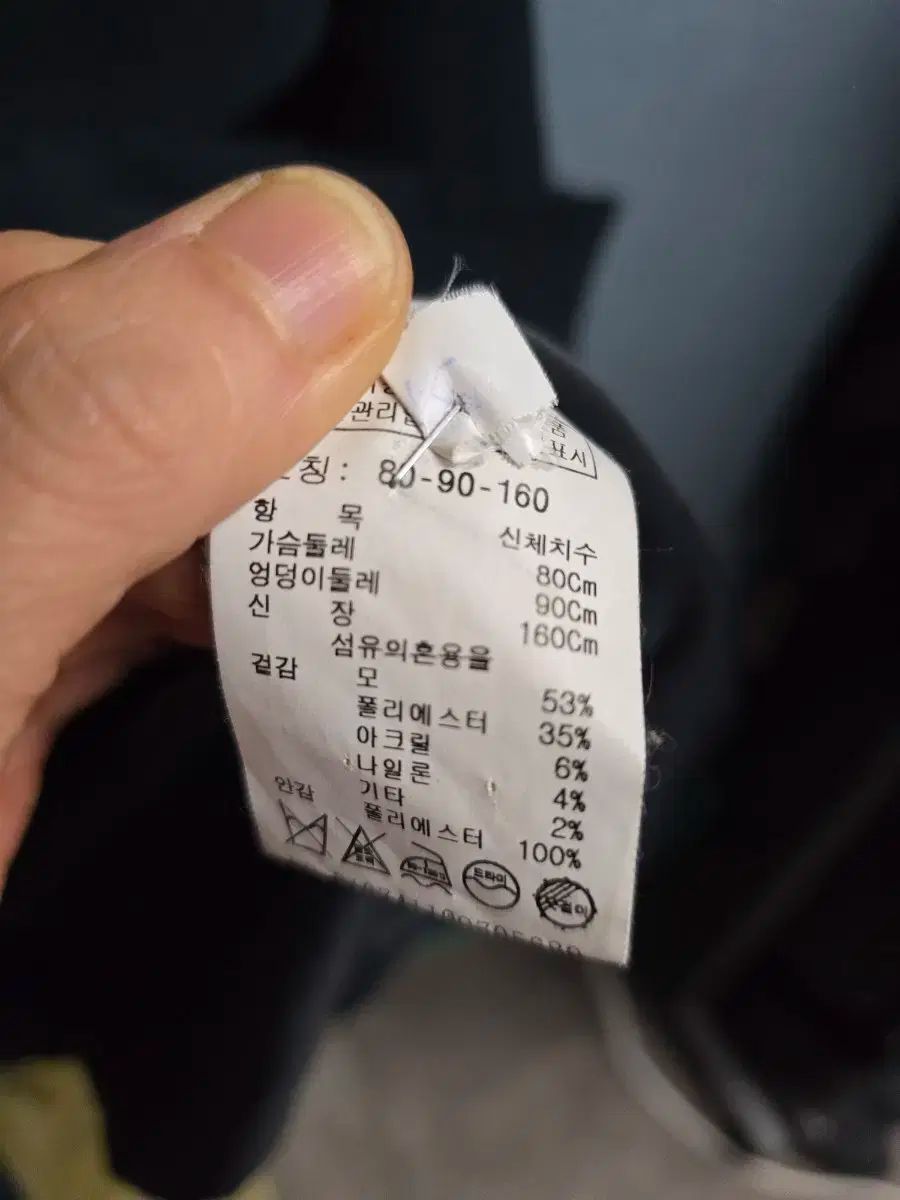 관리
표시
칭: 80-90-160
항 목 신체치수
가슴둘레 80Cm
엉덩이둘레 90Cm
신 장 160Cm
섬유의혼용율
겉감 모 53%
폴리에스터 35%
아크릴 6%
나일론 4%
기타 2%
안감 폴리에스터 100%
드라이
옷걸이